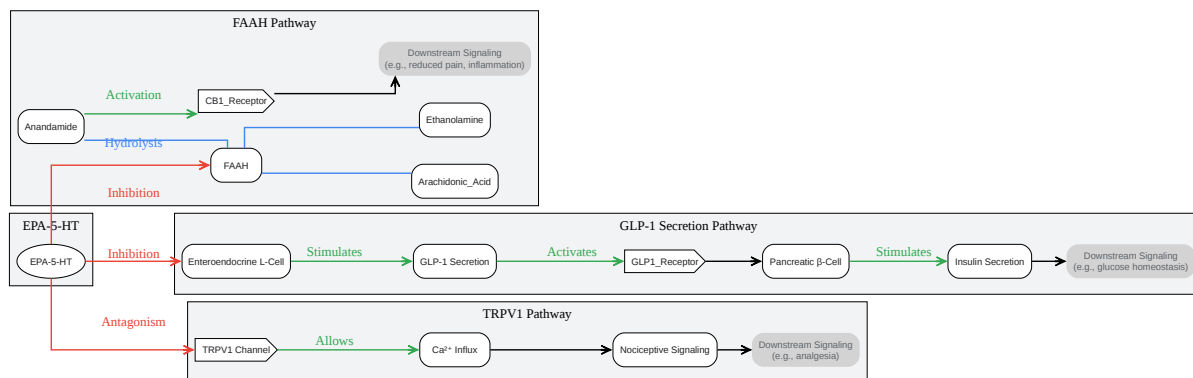 FAAH Pathway
Downstream Signaling
(e.g., reduced pain, inflammation)
Activation
CB1_Receptor
Anandamide
Ethanolamine
Hydrolysis
FAAH
Arachidonic_Acid
Inhibition
EPA-5-HT
GLP-1 Secretion Pathway
EPA-5-HT
Inhibition
Enteroendocrine L-Cell
Stimulates
GLP-1 Secretion
Activates
GLP1_Receptor
Pancreatic β-Cell
Stimulates
Insulin Secretion
Downstream Signaling
(e.g., glucose homeostasis)
Antagonism
TRPV1 Pathway
TRPV1 Channel
Allows
Ca²⁺ Influx
Nociceptive Signaling
Downstream Signaling
(e.g., analgesia)